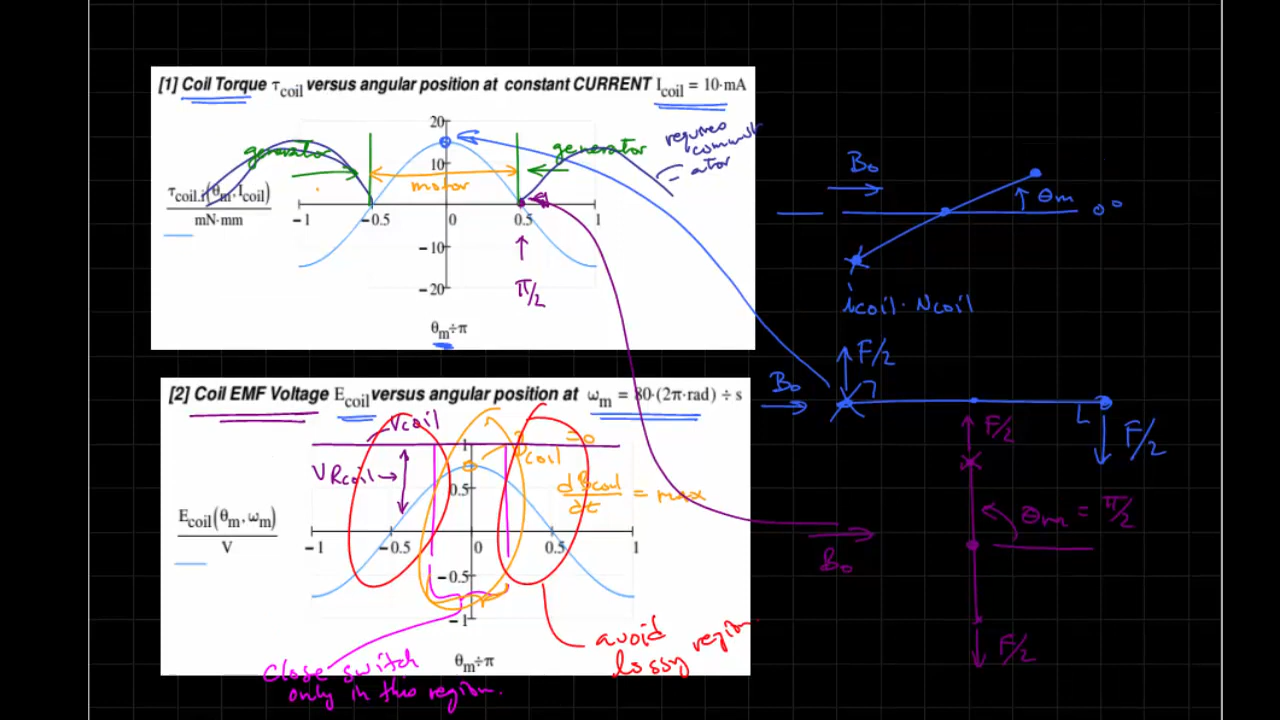 [1] Coil Torque τcoil versus angular position at constant CURRENT Icoil = 10·mA
20
10
−10
−20
−1
−0.5
0
0.5
1
τcoil.i(θm, Icoil)
mN·mm
θm÷π
generator
motor
generator
requires
commut
ator
π/2
[2] Coil EMF Voltage Ecoil versus angular position at ωm = 80·(2π·rad) ÷ s
Vcoil
VRcoil
1
0.5
−0.5
−1
−1
−0.5
0
0.5
1
Ecoil(θm, ωm)
V
θm÷π
coil = 0
dBcoil
dt
= max
close switch
only in this region.
avoid
lossy region.
B₀
θm
0°
icoil · Ncoil
B₀
F/2
F/2
F/2
θm = π/2
B₀
F/2